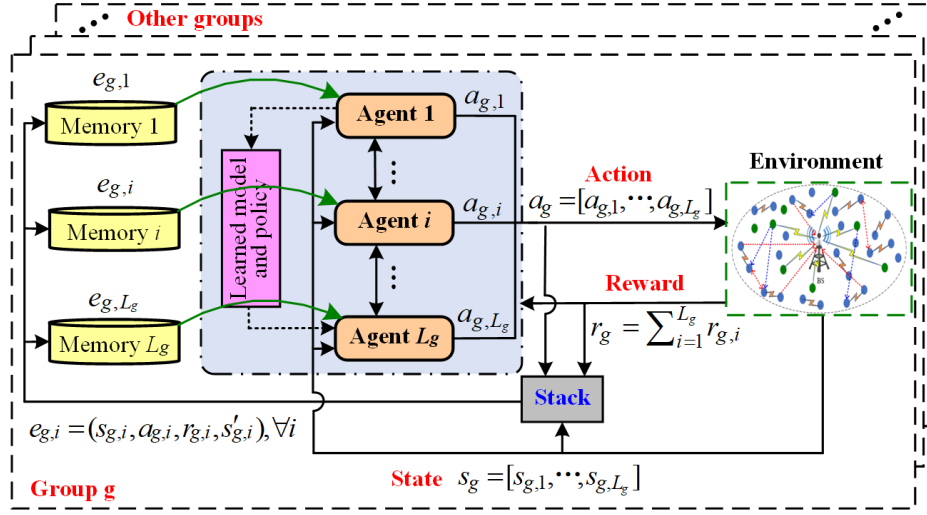 Other groups
e_{g,1}
Memory 1
Agent 1
a_{g,1}
Environment
Learned model
and policy
e_{g,i}
Memory i
Agent i
a_{g,i}
Action
a_g=[a_{g,1},⋯,a_{g,L_g}]
BS
e_{g,L_g}
Memory Lg
Agent Lg
a_{g,L_g}
Reward
r_g = ∑_{i=1}^{L_g} r_{g,i}
Stack
e_{g,i}=(s_{g,i},a_{g,i},r_{g,i},s'_{g,i}),∀i
State s_g=[s_{g,1},⋯,s_{g,L_g}]
Group g